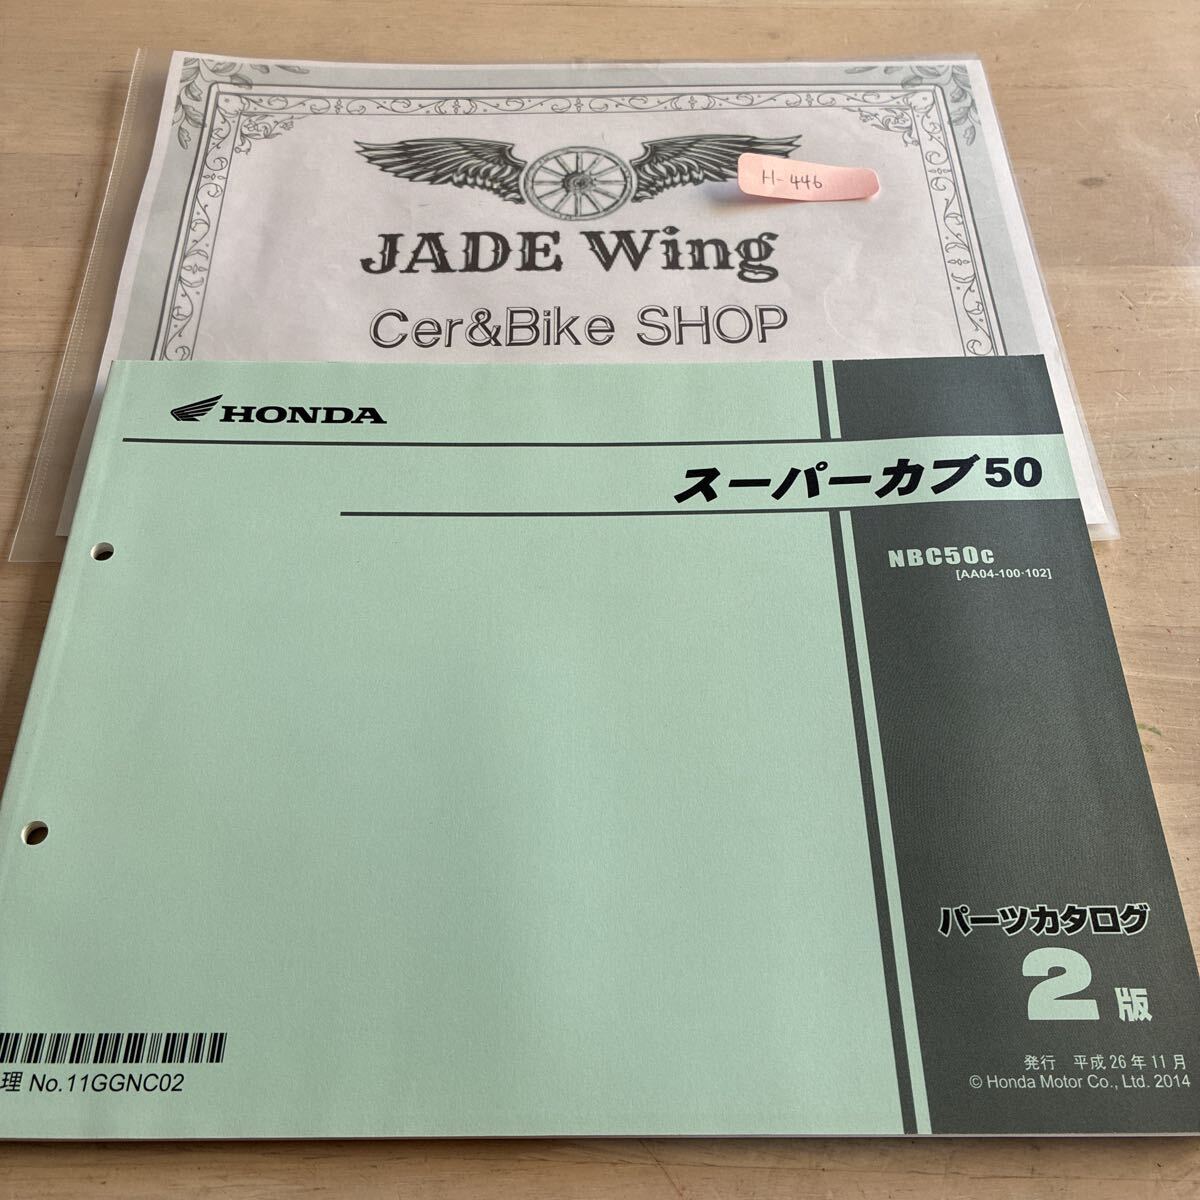 H-446
JADE Wing
Cer&Bike SHOP
HONDA
スーパーカブ50
NBC50C
[AA04-100·102]
パーツカタログ
2版
発行 平成26年11月
© Honda Motor Co., Ltd. 2014
理 No.11GGNC02